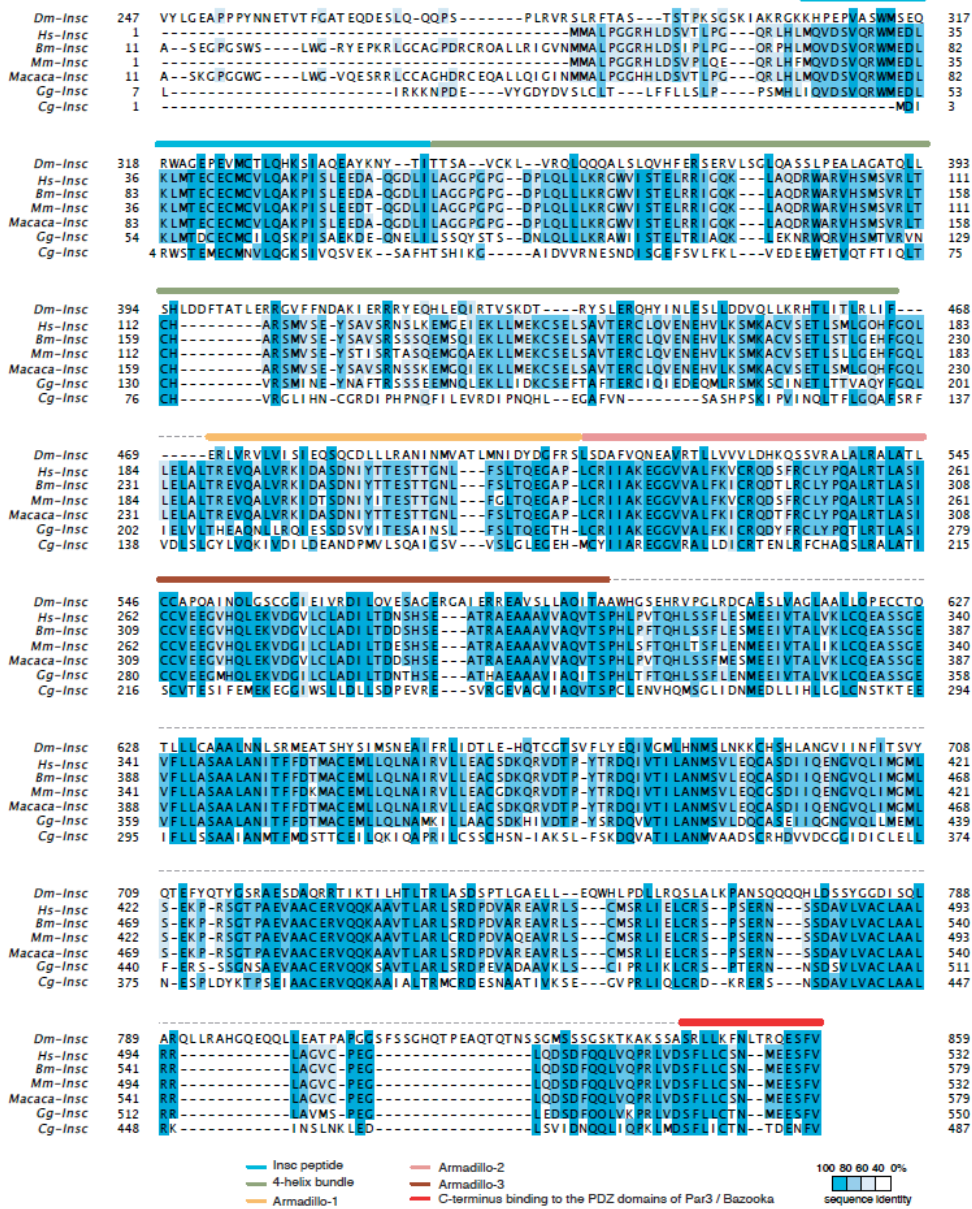 Dm-Insc 247 VYLGEAPPPYNNETVTFGATEQDESLQ-QQPS-----PLRVRSLRFTAS---TSTPKSGSKIAKRGKKHPEPVASWMSEQ 317
Hs-Insc 1 -------------------------------------------MMALPGGRHLDSVTLPG---QRLHLMQVDSVQRWMEDL 35
Bm-Insc 11 A---SEGPGSWS-----LWG-RYEPKRLGCAGPDRCROALLRIGVNMMALPGGRHLDSIPLPG---QRPHLMQVDSVQRWMEDL 82
Mm-Insc 1 -------------------------------------------MMALPGGRHLDSVPLQE---QRLHFMQVDSVQRWMEDL 35
Macaca-Insc 11 A---SKGPGGWG-----LWG-VQESRRLCCAGHDRCEQALLQIGINMMALPGGHHLDSVTLPG---QRLHLMQVDSVQRWMEDL 82
Gg-Insc 7 L------------------------IRKKNPDE----VYGDYDVSLCLT---LFFLLSLP----PSMHLIQVDSVQRWMEDL 53
Cg-Insc 1 ------------------------------------------------------------------------------MDI 3
Dm-Insc 318 RWAGEPEVMCTLQHKSIAQEAYKNY--TITTSA--VCKL--VRQLQQQALSLQVHFERSERVLSGLQASSLPEALAGATQLL 393
Hs-Insc 36 KLMTECECMCVLQAKPISLEEDA-QGDLILAGGPGPG--DPLQLLLKRGWVISTELRRIGQK---LAQDRWARVHSMSVRLT 111
Bm-Insc 83 KLMTECECMCVLQAKPISLEEDA-QGDLILAGGPGPG--DPLQLLLKRGWVISTELRRIGQK---LAQDRWARVHSMSVRLT 158
Mm-Insc 36 KLMTECECMCVLQAKPISLEEDT-QGDLILAGGPGPG--DPLQLLLKRGWVISTELRRIGQK---LAQDRWARVHSMSVRLT 111
Macaca-Insc 83 KLMTECECMCVLQAKPISLEEDA-QGDLILAGGPGPG--DPLQLLLKRGWVISTELRRIGQK---LAQDRWARVHSMSVRLT 158
Gg-Insc 54 KLMTDCECMCILQSKPISAEKDE-QNELILSSQYSTS--DNLQLLLKRAWIISTELTRIAQK---LEKNRWQRVHSMTVRVN 129
Cg-Insc 4 RWSTEMECMNVLQGKSIVQSVEK--SAFHTSHIKG-----AIDVVRNESNDISGEFSVLFKL---VEDEEWETVQTFTIQLT 75
Dm-Insc 394 SHLDDFTATLERRGVFFNDAKIERRRYEQHLEQIRTVSKDT---RYSLERQHYINLESLLDDVQLLKRHTLITLRLIF--- 468
Hs-Insc 112 CH---------ARSMVSE-YSAVSRNSLKEMGEIEKLLMEKCSELSAVTERCLQVENEHVLKSMKACVSETLSMLGQHFGQL 183
Bm-Insc 159 CH---------ARSMVSE-YSAVSRSSSQEMSQIEKLLMEKCSELSAVTERCLQVENEHVLKSMKACVSETLSTLGEHFGQL 230
Mm-Insc 112 CH---------ARSMVSE-YSTISRTASQEMGQAEKLLMEKCSELSAVTERCLQVENEHVLKSMKACVSETLSLLGEHFGQL 183
Macaca-Insc 159 CH---------ARSMVSE-YSAVSRNSSKEMGQIEKLLMEKCSELSAVTERCLQVENEHVLKSMKACVSETLSMLGQHFGQL 230
Gg-Insc 130 CH---------VRSMINE-YNAFTRSSSEEMNQLEKLLIDKCSEFTAFTERCIQIEDEQMLRSMKSCINETLTTVAQYFGQL 201
Cg-Insc 76 CH---------VRGLIHN-CGRDIPHPNQFILEVRDIPNQHL--EGAFVN-------SASHPSKIPVINQLTFLGQAFSRF 137
Dm-Insc 469 -----ERLVRVLVISIEQSQCDLLLRANINMVATLMNIDYDGFRSLSDAFVQNEAVRTLLVVVLDHKQSSVRALALRALATL 545
Hs-Insc 184 LELALTREVQALVRKIDASDNIYTTESTTGNL---FSLTQEGAP-LCRIIAKEGGVVALFKVCRQDSFRCLYPQALRTLASI 261
Bm-Insc 231 LELALTREVQALVRKIDASDNIYTTESTTGNL---FSLTQEGAP-LCRIIAKEGGVVALFKICRQDTLRCLYPQALRTLASI 308
Mm-Insc 184 LELALTREVQALVRKIDTSDNIYITESTTGNL---FGLTQEGAP-LCRIIAKEGGVVALFKVCRQDSFRCLYPQALRTLASI 261
Macaca-Insc 231 LELALTREVQALVRKIDASDNIYTTESTTGNL---FSLTQEGAP-LCRIIAKEGGVVALFKVCRQDSFRCLYPQALRTLASI 308
Gg-Insc 202 IELVLTHEAQNLLRQIESSDSVYITESAINSL---FSLTQEGTH-LCRIIAKEGGVVALFKICRQDYFRCLYPQTLRTLASI 279
Cg-Insc 138 VDLSLGYLVQKIVDILDEANDPMVLSQAIGSV---VSLGLEGEH-MCYIIAREGGVRALLDICRTENLRFCHAQSLRALATI 215
Dm-Insc 546 CCAPQAINQLGSCGGIEIVRDILQVESAGERGAIERREAVSLLAQITAAWHGSEHRVPGLRDCAESLVAGLAALLQPECCTQ 627
Hs-Insc 262 CCVEEGVHQLEKVDGVLCLADILTDNSHSE---ATRAEAAAVVAQVTSPHLPVTQHLSSFLESMEEIVTALVKLCQEASSGE 340
Bm-Insc 309 CCVEEGVHQLEKVDGVLCLADILTDDSHSE---ATRAEAAAVVAQVTSPHLPFTQHLSSFLESMEEIVTALVKLCQEASSGE 387
Mm-Insc 262 CCVEEGVHQLEKVDGILCLADILTDESHSE---ATRAEAAAVVAQVTSPHLSFTQHLTSFLENMEEIVTALIKLCQEASSGE 340
Macaca-Insc 309 CCVEEGVHQLEKVDGVLCLADILTDDSHSE---ATRAEAAAVVAQVTSPHLPVTQHLSSFMESMEEIVTALVKLCQEASSGE 387
Gg-Insc 280 CCVEEGMHQLEKVDGILCLADILTDNTHSE---ATHAEAAAVIAQITSPHLTFTQHLSSFLENMEEIVTALVKLCQEASSGE 358
Cg-Insc 216 SCVTESIFEMEKEGGIWSLLDLLSDPEVRE---SVRGEVAGVIAQVTSPCLENVHQMSGLIDNMEDLLIHLLGLCNSTKTEE 294
Dm-Insc 628 TLLLCAAALNNLSRMEATSHYSIMSNEAIFRLIDTLE-HQTCGTSVFLYEQIVGMLHNMSLNKKCHSHLANGVIINFITSVY 708
Hs-Insc 341 VFLLASAALANITFFDTMACEMLLQLNAIRVLLEACSDKQRVDTP-YTRDQIVTILANMSVLEQCASDIIQENGVQLIMGML 421
Bm-Insc 388 VFLLASAALANITFFDTMACEMLLQLNAIRVLLEACSDKQRVDTP-YTRDQIVTILANMSVLEQCASDIIQENGVQLIMGML 468
Mm-Insc 341 VFLLASAALANITFFDKMACEMLLQLNAIRVLLEACGDKQRVDTP-YTRDQIVTILANMSVLEQCGSDIIQENGVQLIMGML 421
Macaca-Insc 388 VFLLASAALANITFFDTMACEMLLQLNAIRVLLEACSDKQRVDTP-YTRDQIVTILANMSVLEQCASDIIQENGVQLIMGML 468
Gg-Insc 359 VFLLASAALANITFFDTMACEMLLQLNAMKILLAACSDKHIVDTP-YSRDQVVTILANMSVLDQCASEIIQGNGVQLLMEML 439
Cg-Insc 295 IFLLSSAAIANMTFMDSTTCEILQKIQAPRILCSSCHSN-IAKSL-FSKDQVATILANMVAADSCRHDVVDCGGIDICLELL 374
Dm-Insc 709 QTEFYQTYGSRAESDAQRRTIKTILHTLTRLASDSPTLGAELL--EQWHLPDLLRQSLALKPANSQQQQHLDSSYGGDISQL 788
Hs-Insc 422 S-EKP-RSGTPAEVAACERVQQKAAVTLARLSRDPDVAREAVRLS---CMSRLIELCRS--PSERN---SSDAVLVACLAAL 493
Bm-Insc 469 S-EKP-RSGTPAEVAACERVQQKAAVTLARLSRDPDVAREAVRLS---CMSRLIELCRS--PSERN---SSDAVLVACLAAL 540
Mm-Insc 422 S-EKP-RSGTPAEVAACERVQQKAAVTLARLCRDPDVAQEAVRLS---CMSRLIELCRS--PSERN---SSDAVLVACLAAL 493
Macaca-Insc 469 S-EKP-RSGTPAEVAACERVQQKAAVTLARLSRDPDVAREAVRLS---CMSRLIELCRS--PSERN---SSDAVLVACLAAL 540
Gg-Insc 440 F-ERS-SSGNSAEVAACERVQQKSAVTLARLSRDPEVADAAVKLS---CIPRLIKLCRS--PTERN---NSDSVLVACLAAL 511
Cg-Insc 375 N-ESPLDYKTPSEIAACERVQQKAAIALTRMCRDESNAATIVKSE---GVPRLIQLCRD--KRERS---NSDAVLVACLAAL 447
Dm-Insc 789 ARQLLRAHGQEQQLLEATPAPGGSFSSGHQTPEAQTQTNSSGMSSSGSKTKAKSSASRLLKFNLTRQESFV 859
Hs-Insc 494 RR------------LAGVC-PEG-----------------LQDSDFQQLVQPRLVDSFLLCSN--MEESFV 532
Bm-Insc 541 RR------------LAGVC-PEG-----------------LQDSDFQQLVQPRLVDSFLLCSN--MEESFV 579
Mm-Insc 494 RR------------LAGVC-PEG-----------------LQDSDFQQLVQPRLVDSFLLCSN--MEESFV 532
Macaca-Insc 541 RR------------LAGVC-PEG-----------------LQDSDFQQLVQPRLVDSFLLCSN--MEESFV 579
Gg-Insc 512 RR------------LAVMS-PEG-----------------LEDSDFQQLVKPRLVDSFLLCTN--MEESFV 550
Cg-Insc 448 RK------------INSLNKLED-----------------LSVIDNQQLIQPKLMDSFLICTN--TDENFV 487
Insc peptide
4-helix bundle
Armadillo-1
Armadillo-2
Armadillo-3
C-terminus binding to the PDZ domains of Par3 / Bazooka
100 80 60 40 0%
sequence identity